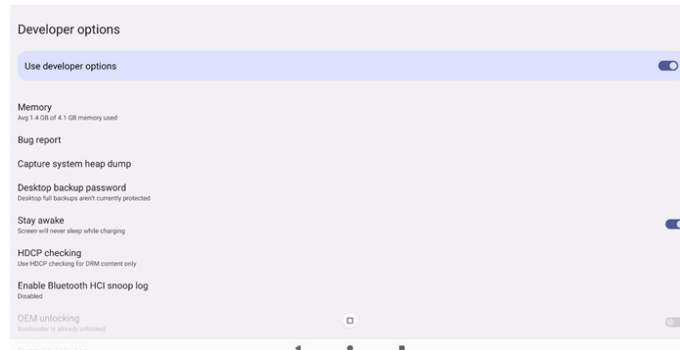 Developer options
Use developer options
Memory
Avg 1.4 GB of 4.1 GB memory used
Bug report
Capture system heap dump
Desktop backup password
Desktop full backups aren't currently protected
Stay awake
Screen will never sleep while charging
HDCP checking
Use HDCP checking for DRM content only
Enable Bluetooth HCI snoop log
Disabled
OEM unlocking
Bootloader is already unlocked